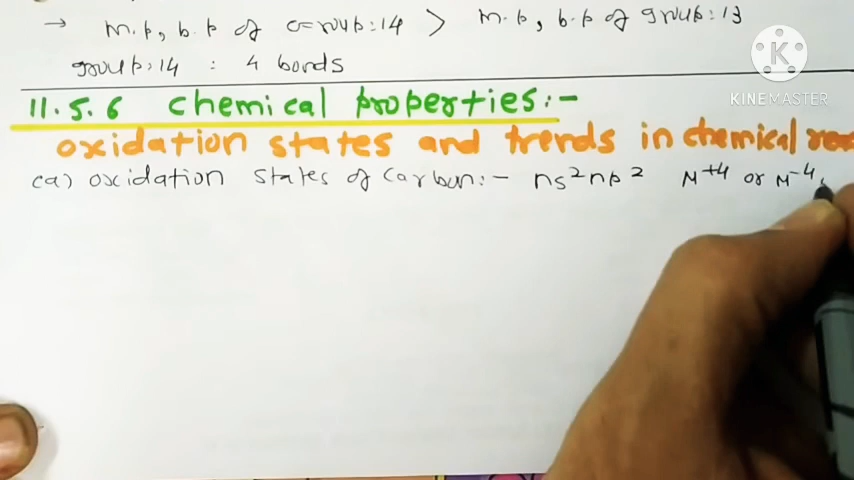 → m.p, b.p of Group:14 > m.p, b.p of group:13
group:14 : 4 bonds
KINEMASTER
11.5.6 Chemical properties:-
oxidation states and trends in chemical reac
(a) oxidation states of Carbon:- ns²np² M⁺⁴ or M⁻⁴